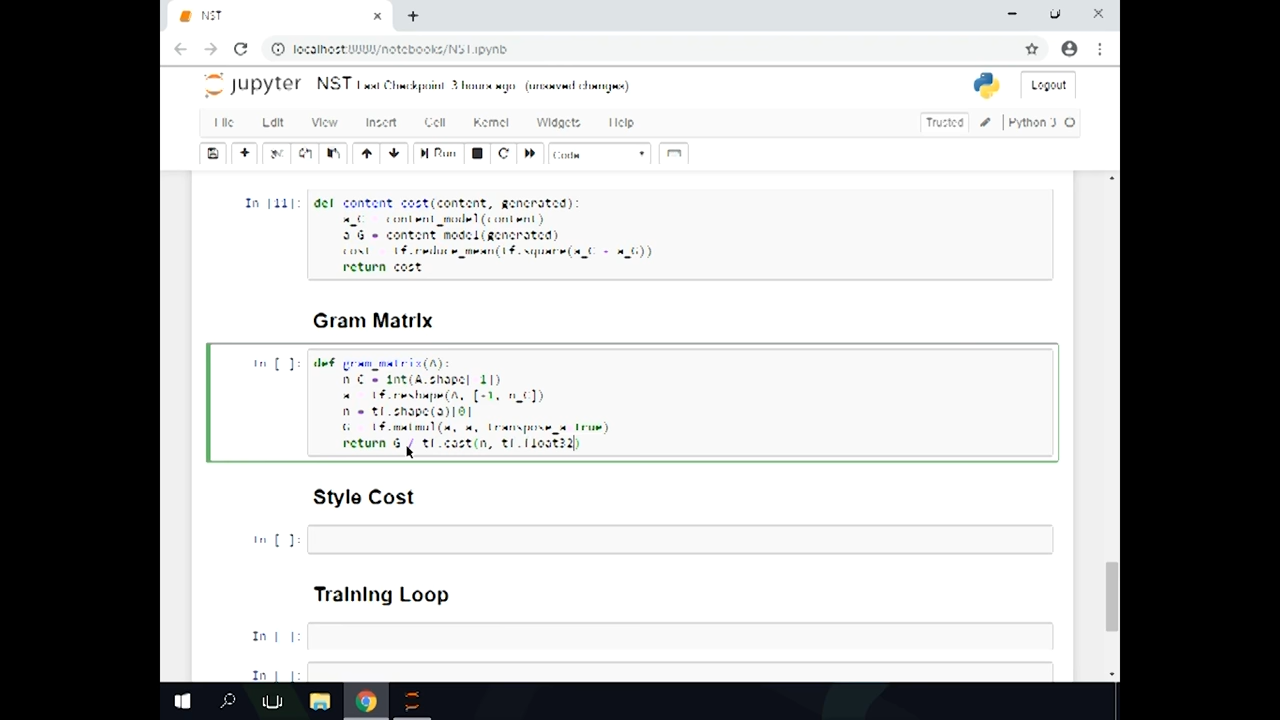 NST
localhost:8888/notebooks/NST.ipynb
jupyter NST Last Checkpoint: 3 hours ago (unsaved changes)
Logout
File Edit View Insert Cell Kernel Widgets Help
Trusted Python 3
Run Code
In [11]: def content_cost(content, generated):
a_C = content_model(content)
a_G = content_model(generated)
cost = tf.reduce_mean(tf.square(a_C - a_G))
return cost
Gram Matrix
In [ ]: def gram_matrix(A):
n_C = int(A.shape[-1])
a = tf.reshape(A, [-1, n_C])
n = tf.shape(a)[0]
G = tf.matmul(a, a, transpose_a=True)
return G / tf.cast(n, tf.float32)
Style Cost
In [ ]:
Training Loop
In [ ]:
In [ ]: